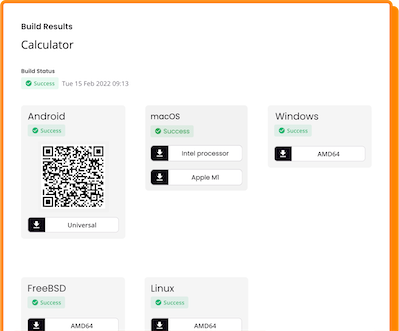 Build Results
Calculator
Build Status
Success Tue 15 Feb 2022 09:13
Android
Success
Universal
macOS
Success
Intel processor
Apple M1
Windows
Success
AMD64
FreeBSD
Success
AMD64
Linux
Success
AMD64